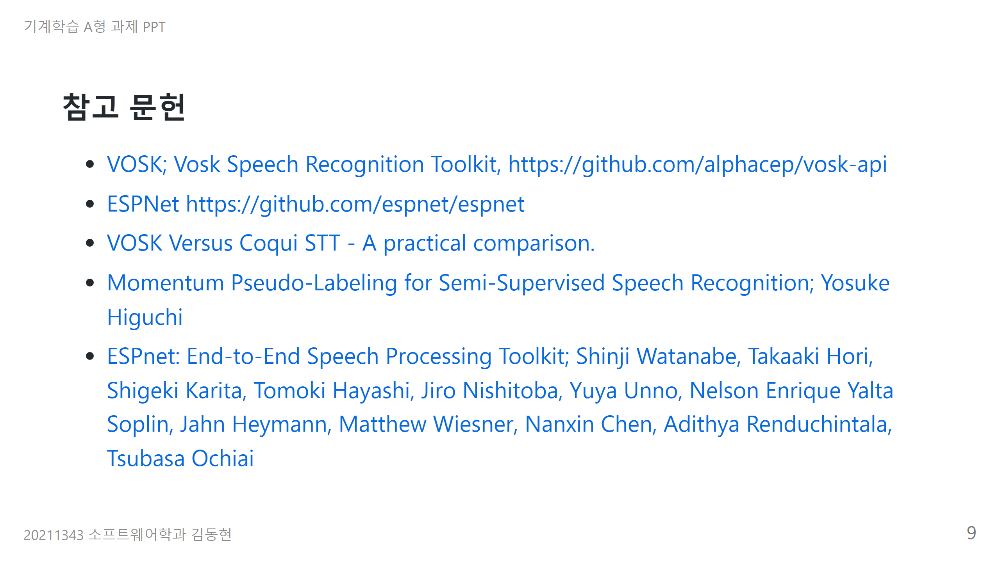 기계학습 A형 과제 PPT
참고 문헌
• VOSK; Vosk Speech Recognition Toolkit, https://github.com/alphacep/vosk-api
• ESPNet https://github.com/espnet/espnet
• VOSK Versus Coqui STT - A practical comparison.
• Momentum Pseudo-Labeling for Semi-Supervised Speech Recognition; Yosuke
Higuchi
• ESPnet: End-to-End Speech Processing Toolkit; Shinji Watanabe, Takaaki Hori,
Shigeki Karita, Tomoki Hayashi, Jiro Nishitoba, Yuya Unno, Nelson Enrique Yalta
Soplin, Jahn Heymann, Matthew Wiesner, Nanxin Chen, Adithya Renduchintala,
Tsubasa Ochiai
20211343 소프트웨어학과 김동현
9